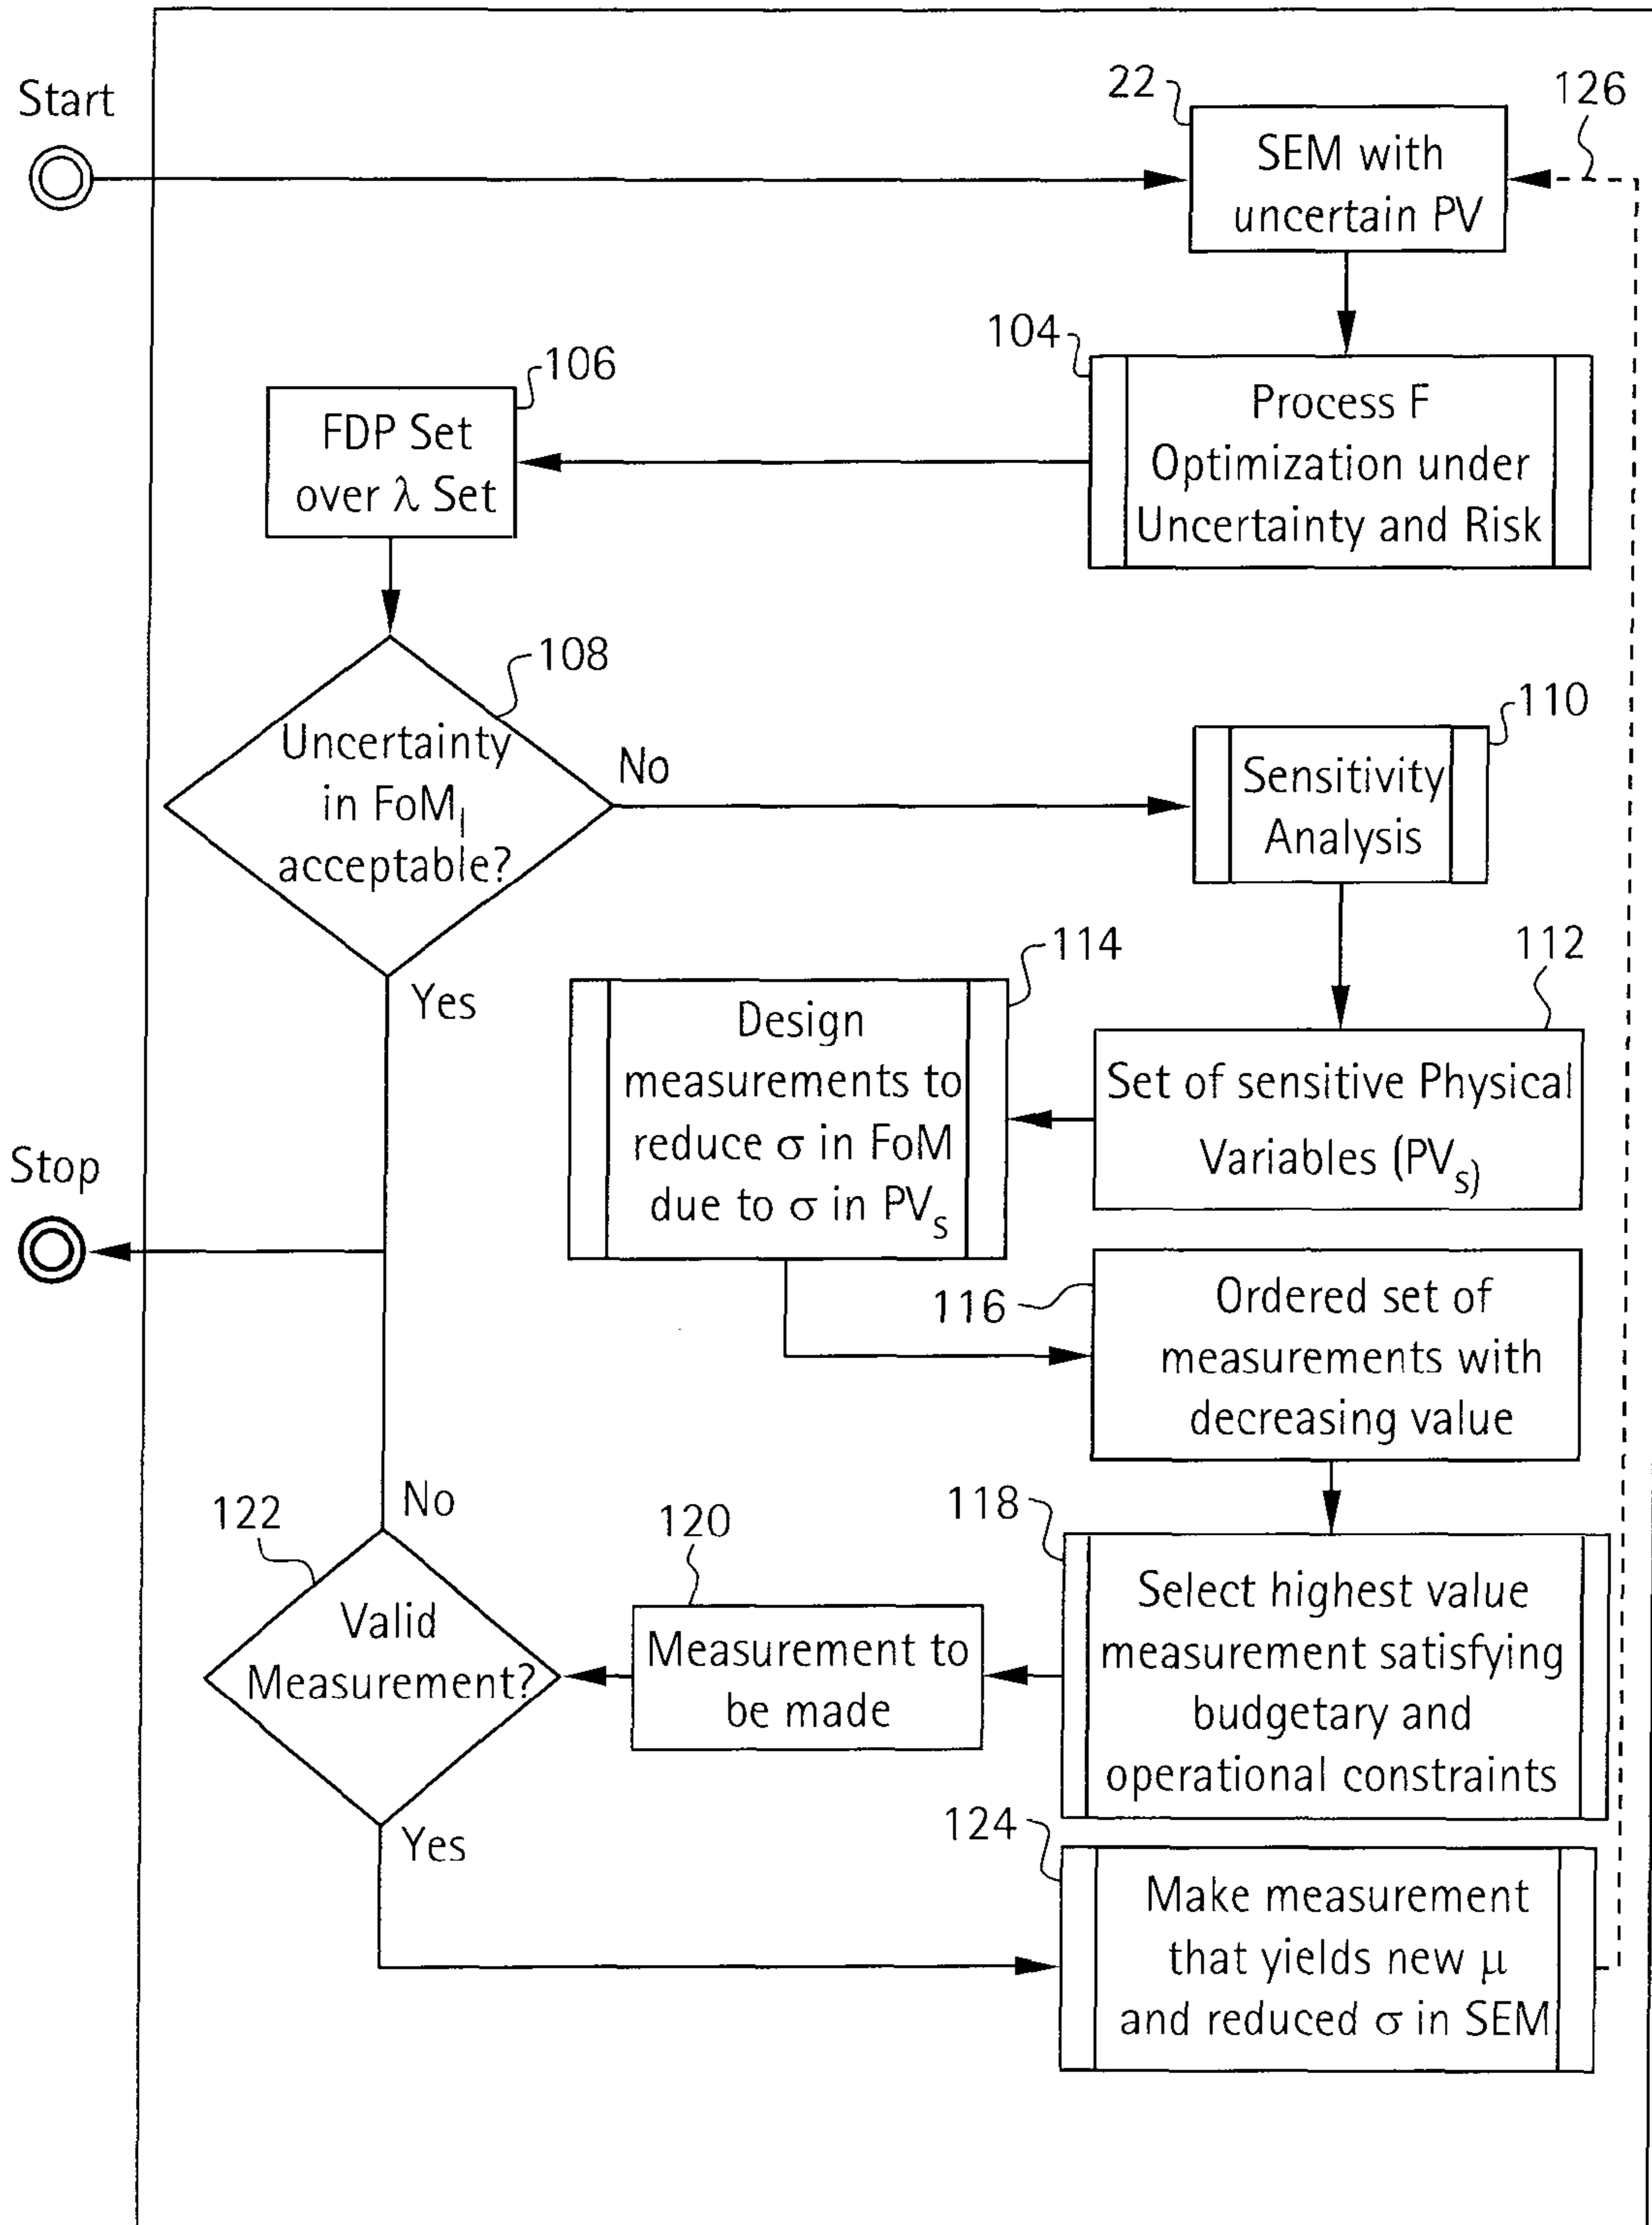 Start
22
126
SEM with
uncertain PV
104
Process F
Optimization under
Uncertainty and Risk
106
FDP Set
over λ Set
108
Uncertainty
in FoM|
acceptable?
No
Yes
110
Sensitivity
Analysis
112
Set of sensitive Physical
Variables (PVs)
114
Design
measurements to
reduce σ in FoM
due to σ in PVs
Stop
116
Ordered set of
measurements with
decreasing value
118
Select highest value
measurement satisfying
budgetary and
operational constraints
120
Measurement to
be made
No
122
Valid
Measurement?
Yes
124
Make measurement
that yields new μ
and reduced σ in SEM